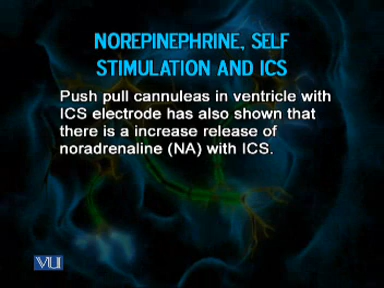 NOREPINEPHRINE, SELF
STIMULATION AND ICS
Push pull cannuleas in ventricle with
ICS electrode has also shown that
there is a increase release of
noradrenaline (NA) with ICS.
VU